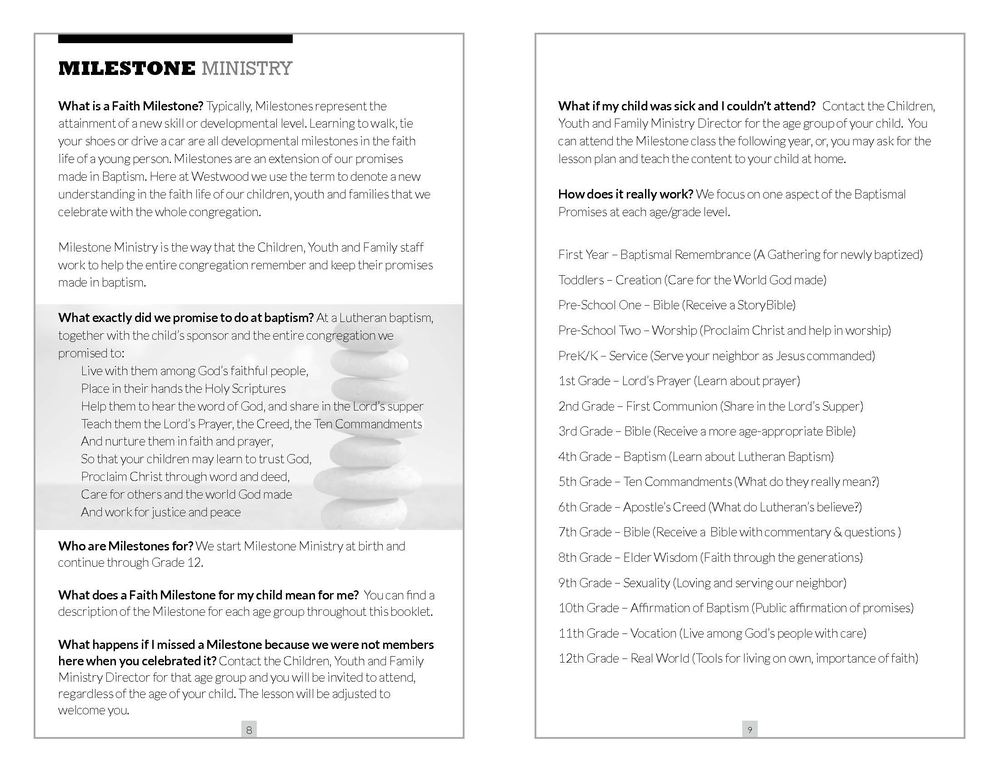 MILESTONE MINISTRY
What is a Faith Milestone? Typically, Milestones represent the
attainment of a new skill or developmental level. Learning to walk, tie
your shoes or drive a car are all developmental milestones in the faith
life of a young person. Milestones are an extension of our promises
made in Baptism. Here at Westwood we use the term to denote a new
understanding in the faith life of our children, youth and families that we
celebrate with the whole congregation.
Milestone Ministry is the way that the Children, Youth and Family staff
work to help the entire congregation remember and keep their promises
made in baptism.
What exactly did we promise to do at baptism? At a Lutheran baptism,
together with the child's sponsor and the entire congregation we
promised to:
Live with them among God's faithful people,
Place in their hands the Holy Scriptures
Help them to hear the word of God, and share in the Lord's supper
Teach them the Lord's Prayer, the Creed, the Ten Commandments
And nurture them in faith and prayer,
So that your children may learn to trust God,
Proclaim Christ through word and deed,
Care for others and the world God made
And work for justice and peace
Who are Milestones for? We start Milestone Ministry at birth and
continue through Grade 12.
What does a Faith Milestone for my child mean for me? You can find a
description of the Milestone for each age group throughout this booklet.
What happens if I missed a Milestone because we were not members
here when you celebrated it? Contact the Children, Youth and Family
Ministry Director for that age group and you will be invited to attend,
regardless of the age of your child. The lesson will be adjusted to
welcome you.
8
What if my child was sick and I couldn't attend? Contact the Children,
Youth and Family Ministry Director for the age group of your child. You
can attend the Milestone class the following year, or, you may ask for the
lesson plan and teach the content to your child at home.
How does it really work? We focus on one aspect of the Baptismal
Promises at each age/grade level.
First Year – Baptismal Remembrance (A Gathering for newly baptized)
Toddlers – Creation (Care for the World God made)
Pre-School One – Bible (Receive a StoryBible)
Pre-School Two – Worship (Proclaim Christ and help in worship)
PreK/K – Service (Serve your neighbor as Jesus commanded)
1st Grade – Lord's Prayer (Learn about prayer)
2nd Grade – First Communion (Share in the Lord's Supper)
3rd Grade – Bible (Receive a more age-appropriate Bible)
4th Grade – Baptism (Learn about Lutheran Baptism)
5th Grade – Ten Commandments (What do they really mean?)
6th Grade – Apostle's Creed (What do Lutheran's believe?)
7th Grade – Bible (Receive a Bible with commentary & questions )
8th Grade – Elder Wisdom (Faith through the generations)
9th Grade – Sexuality (Loving and serving our neighbor)
10th Grade – Affirmation of Baptism (Public affirmation of promises)
11th Grade – Vocation (Live among God's people with care)
12th Grade – Real World (Tools for living on own, importance of faith)
9